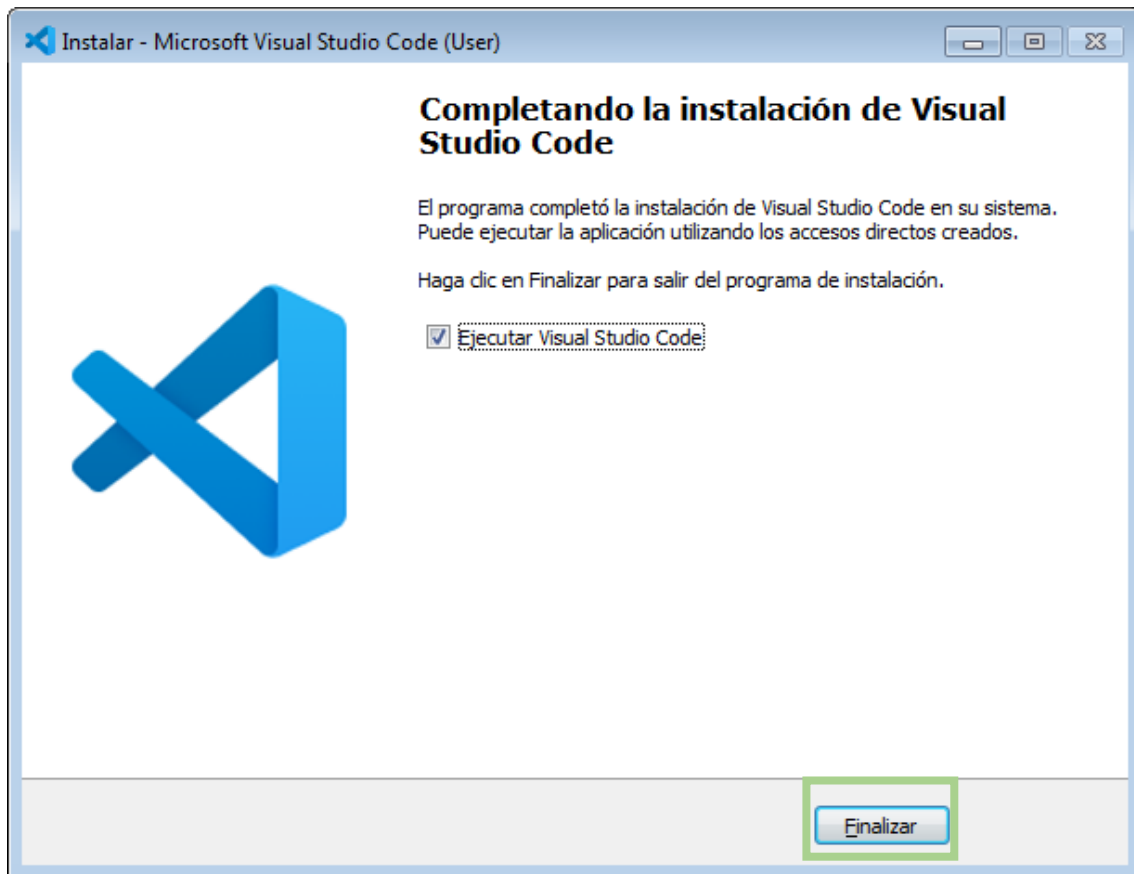 Instalar - Microsoft Visual Studio Code (User)
Completando la instalación de Visual
Studio Code
El programa completó la instalación de Visual Studio Code en su sistema.
Puede ejecutar la aplicación utilizando los accesos directos creados.
Haga clic en Finalizar para salir del programa de instalación.
Ejecutar Visual Studio Code
Finalizar